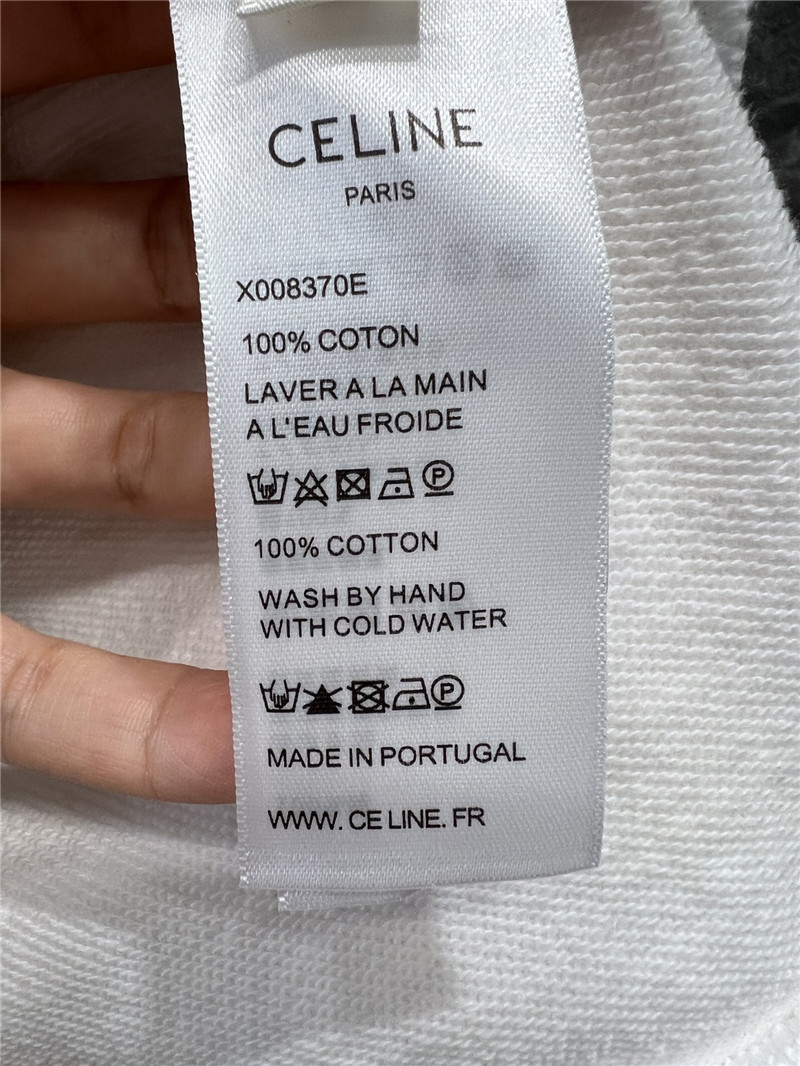 CELINE
PARIS
X008370E
100% COTON
LAVER A LA MAIN
A L'EAU FROIDE
P
100% COTTON
WASH BY HAND
WITH COLD WATER
P
MADE IN PORTUGAL
WWW. CE LINE. FR